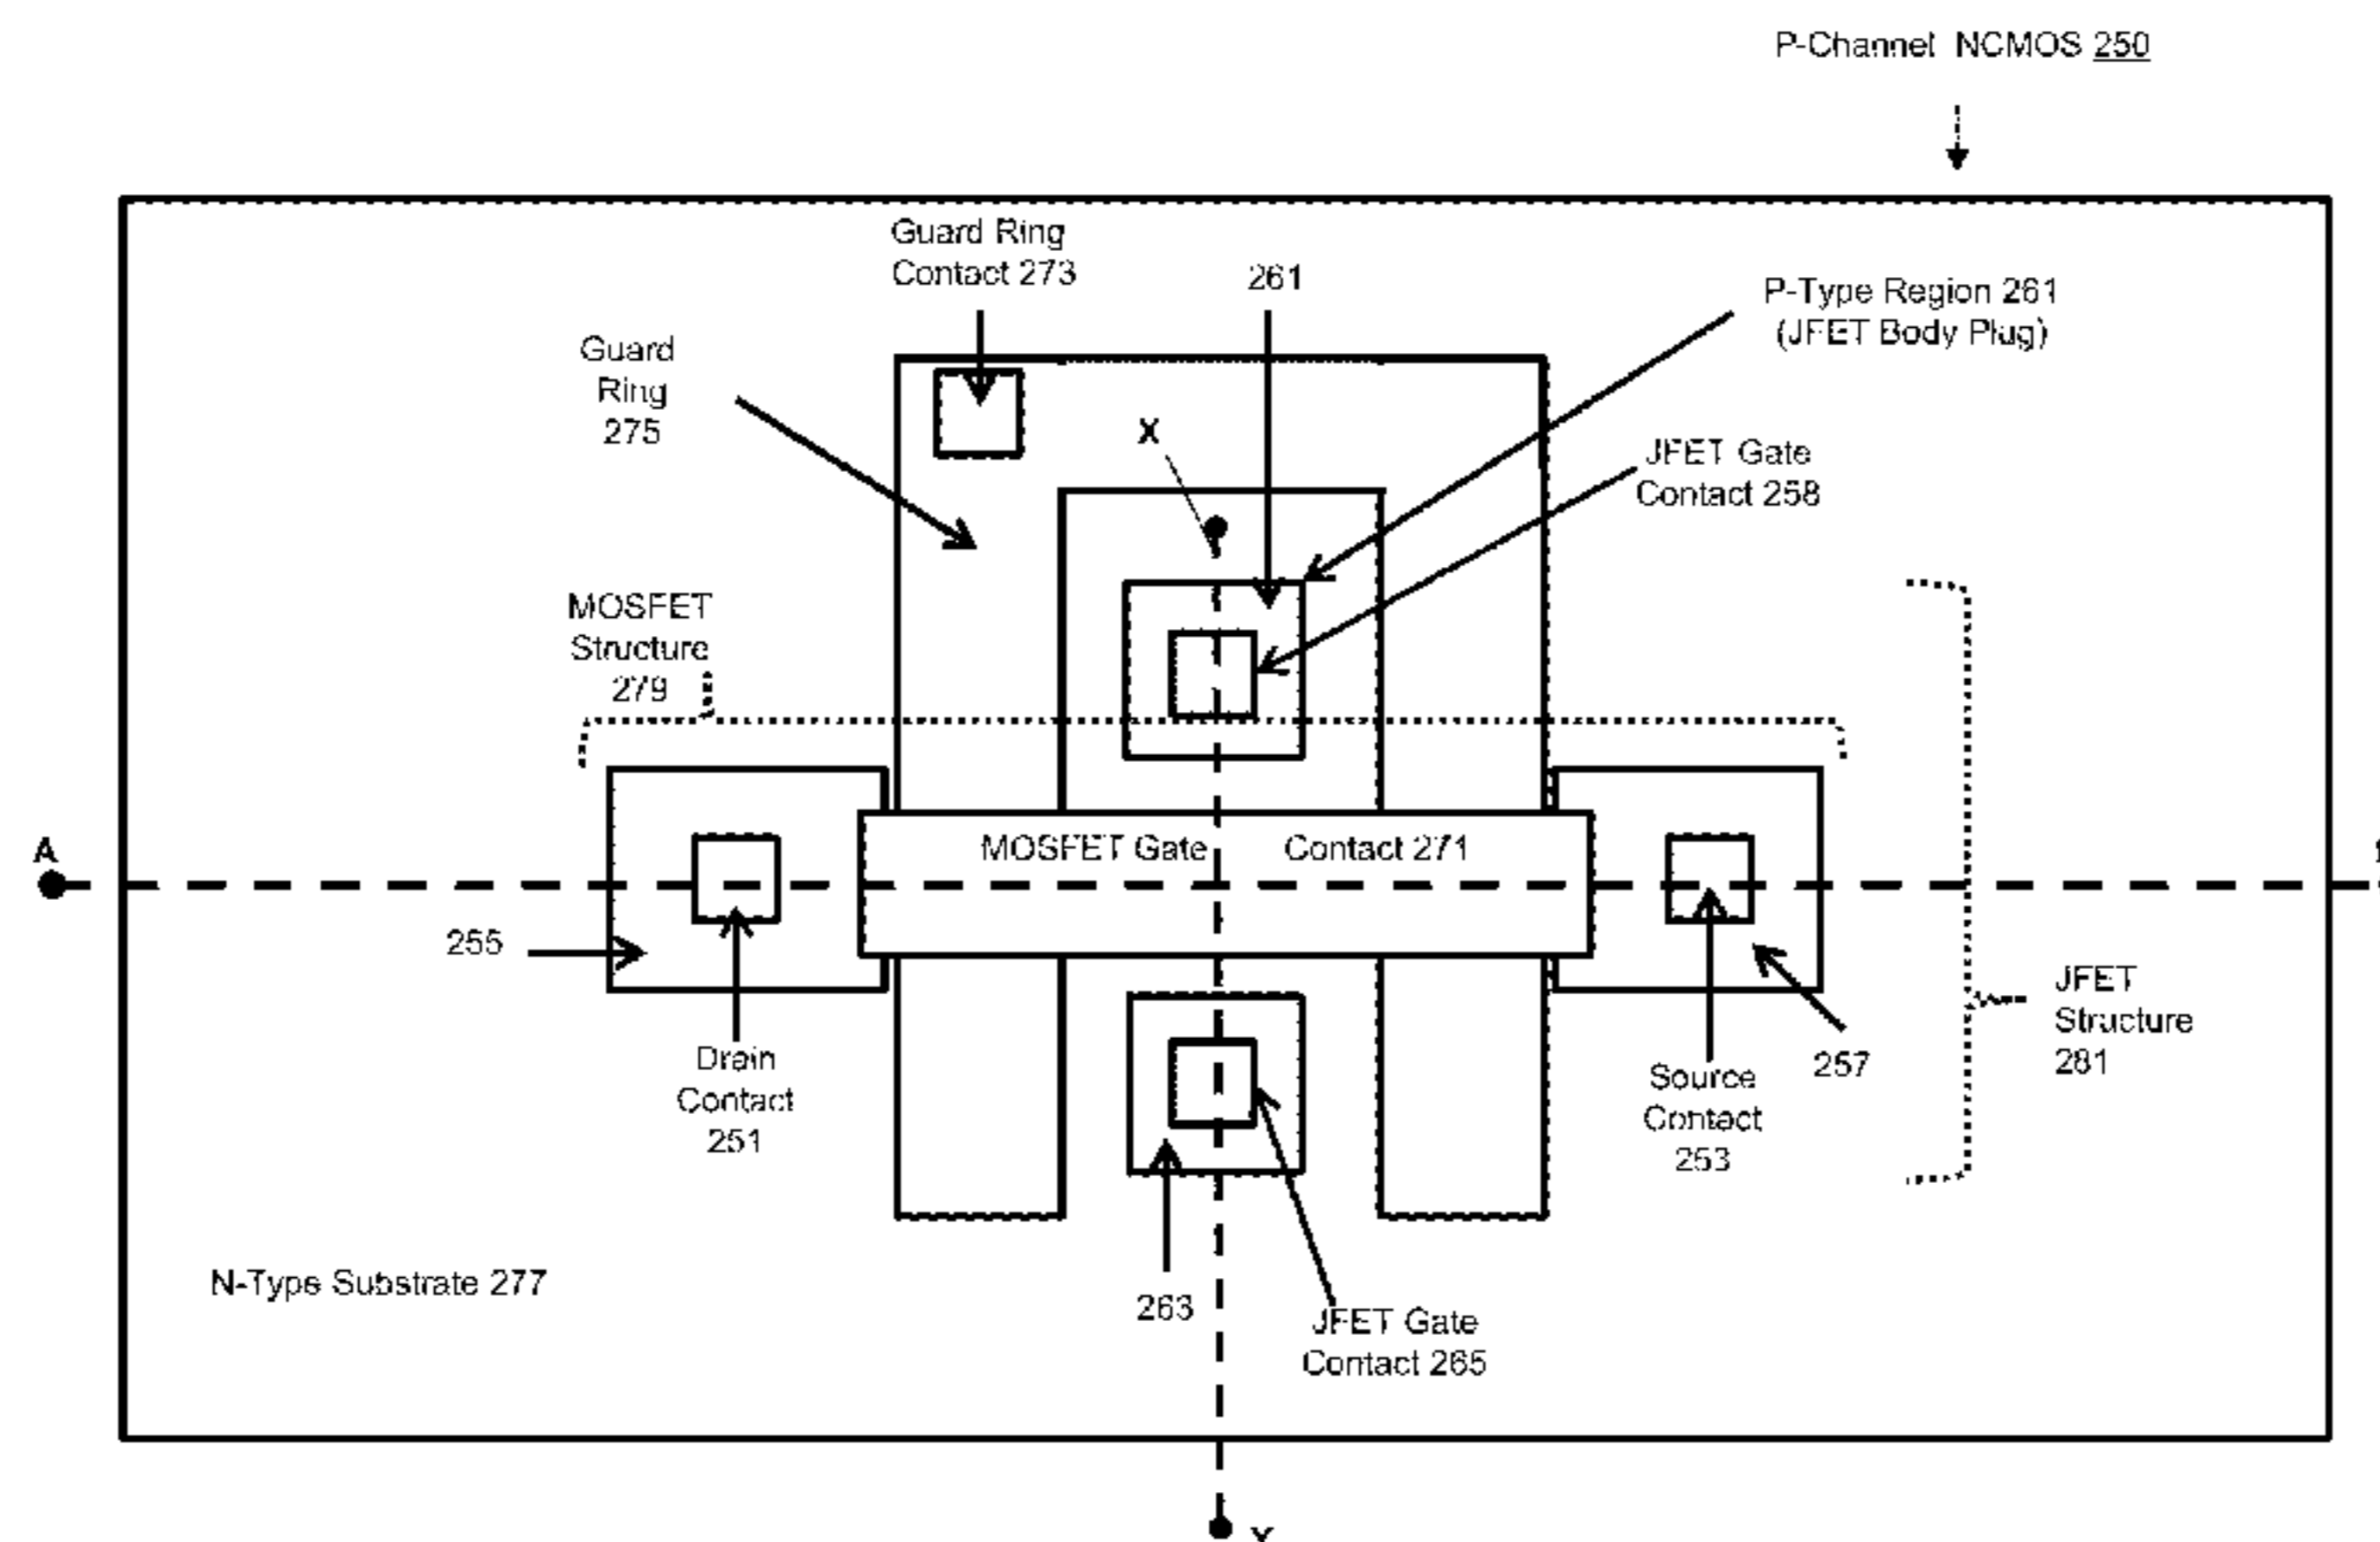 P-Channel NCMOS 250
Guard Ring
Contact 273
261
P-Type Region 261
(JFET Body Plug)
Guard
Ring
275
X
JFET Gate
Contact 258
MOSFET
Structure
279
A
MOSFET Gate Contact 271
255
JFET
Structure
281
Drain
Contact
251
Source
Contact
253
257
N-Type Substrate 277
263
JFET Gate
Contact 265